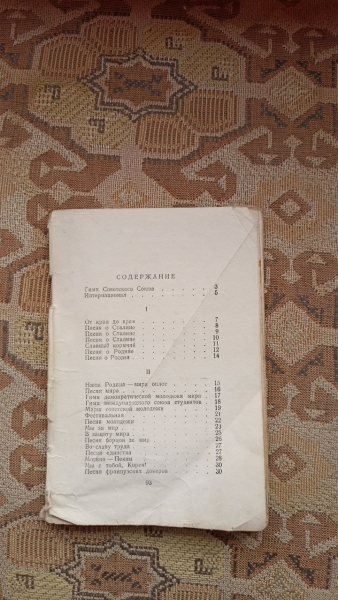 СОДЕРЖАНИЕ
Гимн Советского Союза 3
Интернационал 5
I
От края до края 7
Песня о Сталине 8
Песня о Сталине 9
Песня о Сталине 10
Славный кормчий 11
Песня о Родине 12
Песня о России 14
II
Наша Родина — мира оплот 15
Песня мира 16
Гимн демократической молодежи мира 17
Гимн международного союза студентов 18
Марш советской молодежи 19
Фестивальная 21
Песня молодежи 22
Мы за мир 23
В защиту мира 25
Песня борцов за мир 26
Во славу труда 27
Песня единства 27
Москва — Пекин 28
Мы с тобой, Корея! 30
Песня французских докеров 30
95